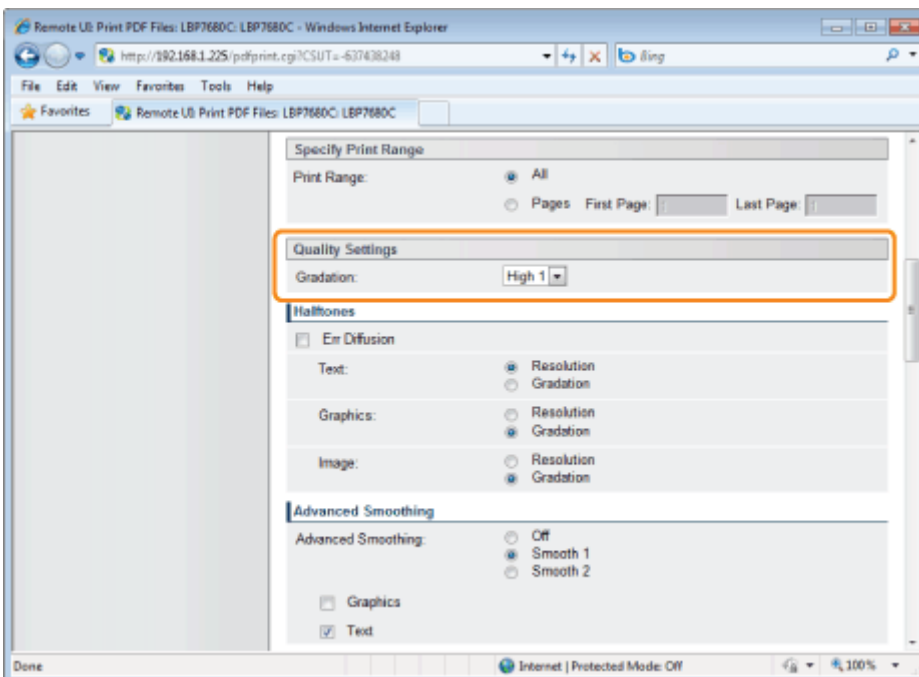 Remote UI: Print PDF Files: LBP7680C: LBP7680C - Windows Internet Explorer
http://192.168.1.225/pdfprint.cgi?CSUT=-637438248
Bing
File Edit View Favorites Tools Help
Favorites Remote UI: Print PDF Files: LBP7680C: LBP7680C
Specify Print Range
Print Range: All
Pages First Page: 1 Last Page: 1
Quality Settings
Gradation: High 1
Halftones
Err Diffusion
Text: Resolution
Gradation
Graphics: Resolution
Gradation
Image: Resolution
Gradation
Advanced Smoothing
Advanced Smoothing: Off
Smooth 1
Smooth 2
Graphics
Text
Done Internet | Protected Mode: Off 100%